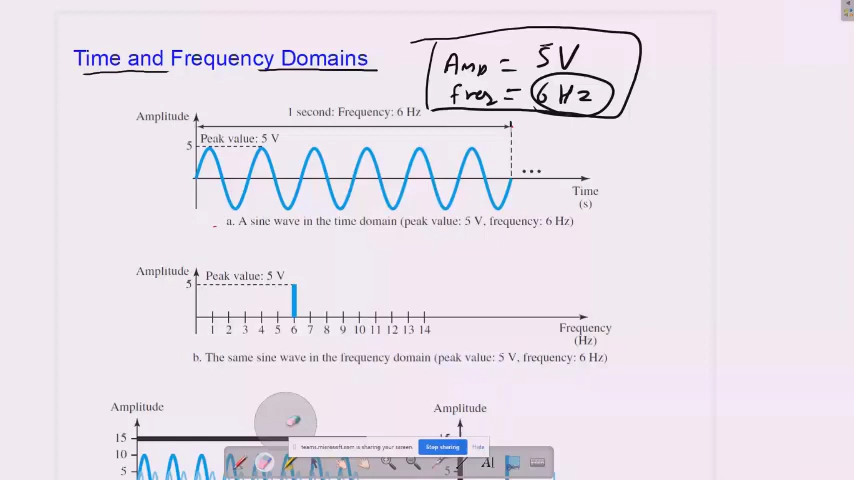 Time and Frequency Domains
Amp = 5V
freq = 6 Hz
1 second: Frequency: 6 Hz
Amplitude
Peak value: 5 V
5
...
Time
(s)
a. A sine wave in the time domain (peak value: 5 V, frequency: 6 Hz)
Amplitude
Peak value: 5 V
5
1 2 3 4 5 6 7 8 9 10 11 12 13 14
Frequency
(Hz)
b. The same sine wave in the frequency domain (peak value: 5 V, frequency: 6 Hz)
Amplitude
Amplitude
15
10
5
5
teams.microsoft.com is sharing your screen.
Stop sharing
Hide
A